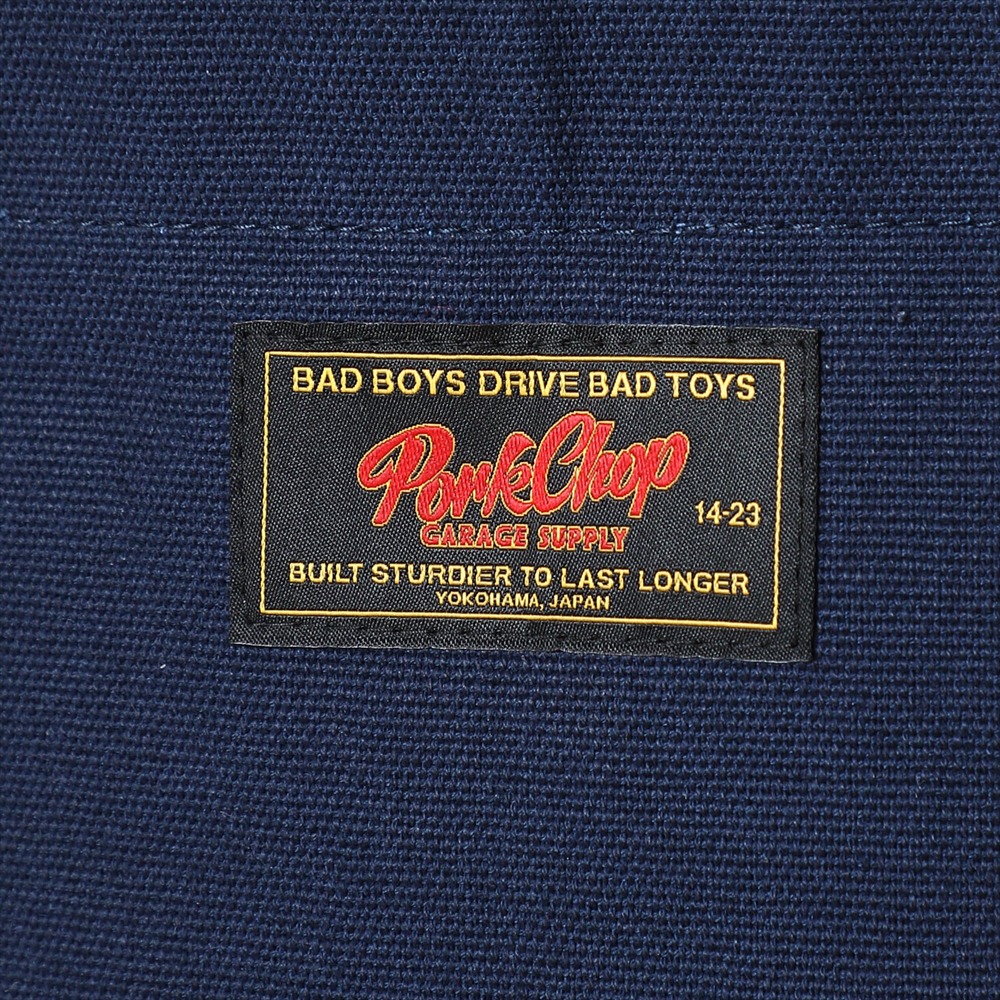 BAD BOYS DRIVE BAD TOYS
PorkChop
14-23
GARAGE SUPPLY
BUILT STURDIER TO LAST LONGER
YOKOHAMA, JAPAN